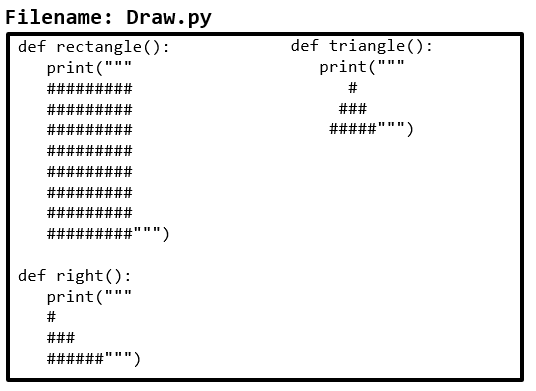 Filename: Draw.py
def rectangle():
   print("""
   #########
   #########
   #########
   #########
   #########
   #########
   #########
   #########""")
def right():
   print("""
   #
   ###
   ######""")
def triangle():
   print("""
      #
     ###
    #####""")